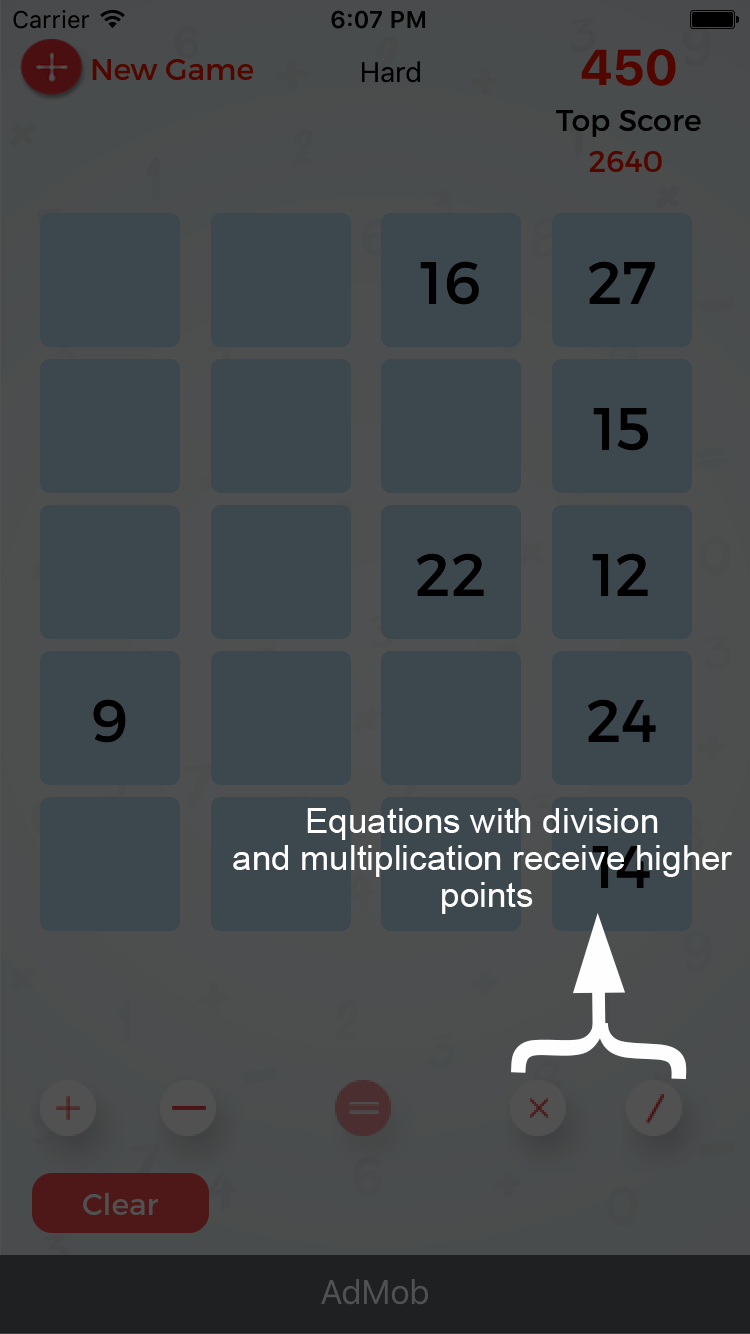 Carrier 6:07 PM
New Game Hard 450
Top Score
2640
16 27
15
22 12
9 24
Equations with division
and multiplication receive higher
points
14
+ − = × /
Clear
AdMob